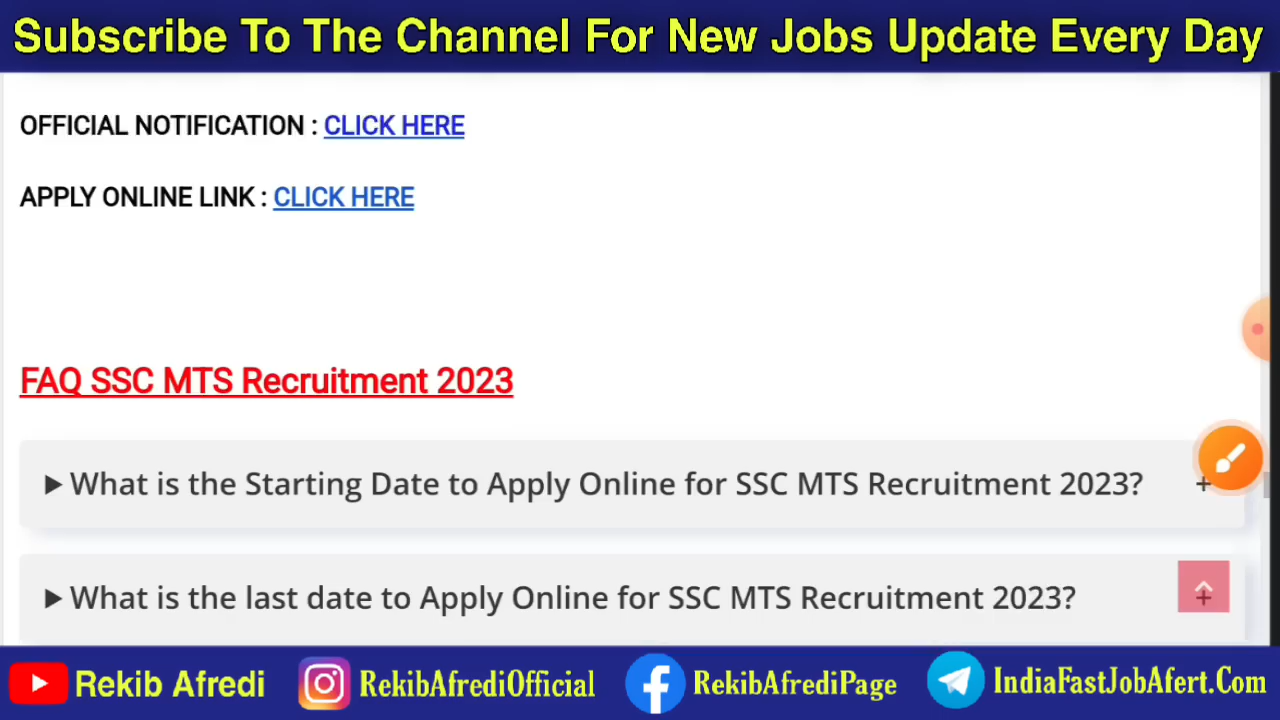 Subscribe To The Channel For New Jobs Update Every Day
OFFICIAL NOTIFICATION : CLICK HERE
APPLY ONLINE LINK : CLICK HERE
FAQ SSC MTS Recruitment 2023
▶ What is the Starting Date to Apply Online for SSC MTS Recruitment 2023? +
▶ What is the last date to Apply Online for SSC MTS Recruitment 2023? +
Rekib Afredi RekibAfrediOfficial RekibAfrediPage IndiaFastJobAfert.Com